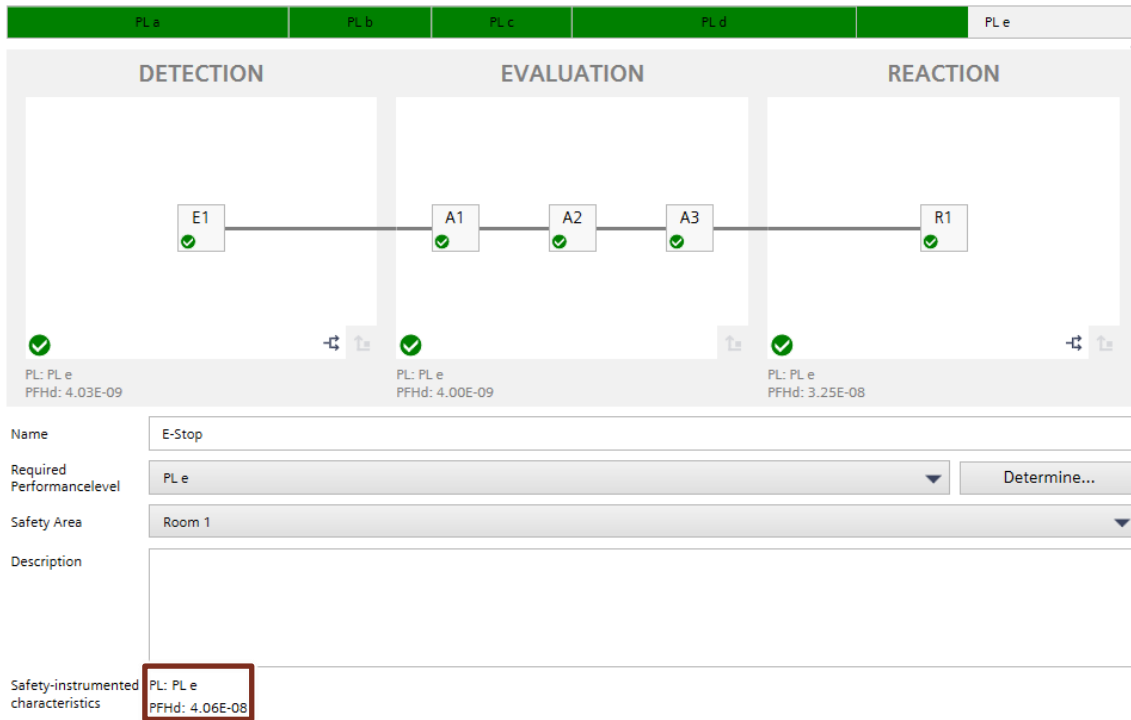 PL a PL b PL c PL d PL e
DETECTION EVALUATION REACTION
E1 A1 A2 A3 R1
PL: PL e PL: PL e PL: PL e
PFHd: 4.03E-09 PFHd: 4.00E-09 PFHd: 3.25E-08
Name E-Stop
Required
Performancelevel PL e Determine...
Safety Area Room 1
Description
Safety-instrumented PL: PL e
characteristics PFHd: 4.06E-08